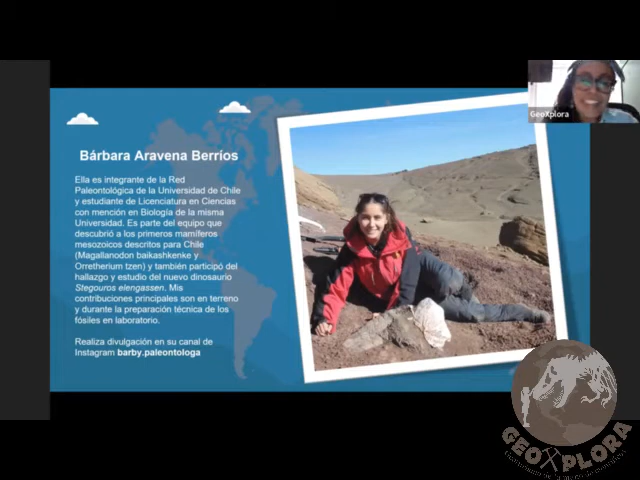 GeoXplora
Bárbara Aravena Berríos
Ella es integrante de la Red
Paleontológica de la Universidad de Chile
y estudiante de Licenciatura en Ciencias
con mención en Biología de la misma
Universidad. Es parte del equipo que
descubrió a los primeros mamíferos
mesozoicos descritos para Chile
(Magallanodon baikashkenke y
Orretherium tzen) y también participó del
hallazgo y estudio del nuevo dinosaurio
Stegouros elengassen. Mis
contribuciones principales son en terreno
y durante la preparación técnica de los
fósiles en laboratorio.
Realiza divulgación en su canal de
Instagram barby.paleontologa
GEOXPLORA